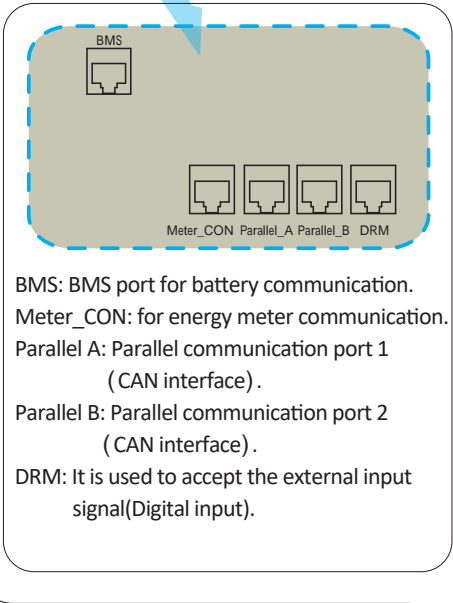 BMS
Meter_CON Parallel_A Parallel_B DRM
BMS: BMS port for battery communication.
Meter_CON: for energy meter communication.
Parallel A: Parallel communication port 1
(CAN interface).
Parallel B: Parallel communication port 2
(CAN interface).
DRM: It is used to accept the external input
signal(Digital input).